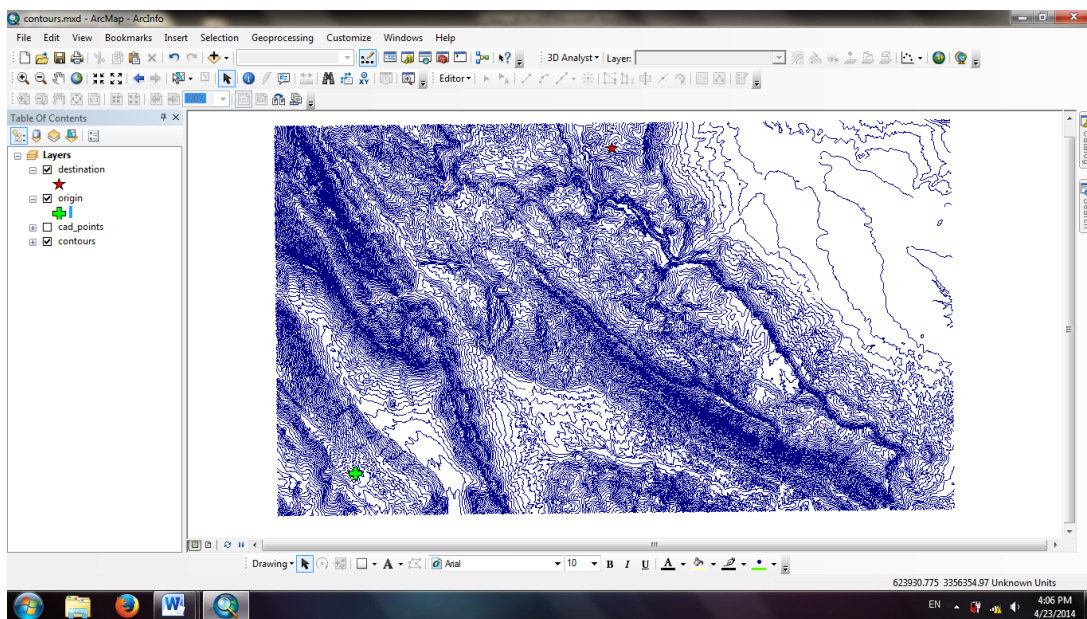 contours.mxd - ArcMap - ArcInfo
File Edit View Bookmarks Insert Selection Geoprocessing Customize Windows Help
3D Analyst Layer:
Editor
100%
Table Of Contents
Layers
destination
origin
cad_points
contours
Drawing A Arial 10 B I U A
623930.775 3356354.97 Unknown Units
EN 4:06 PM
4/23/2014